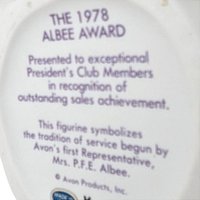 THE 1978
ALBEE AWARD
Presented to exceptional
President's Club Members
in recognition of
outstanding sales achievement.
This figurine symbolizes
the tradition of service begun by
Avon's first Representative,
Mrs. P.F.E. Albee.
© Avon Products, Inc.